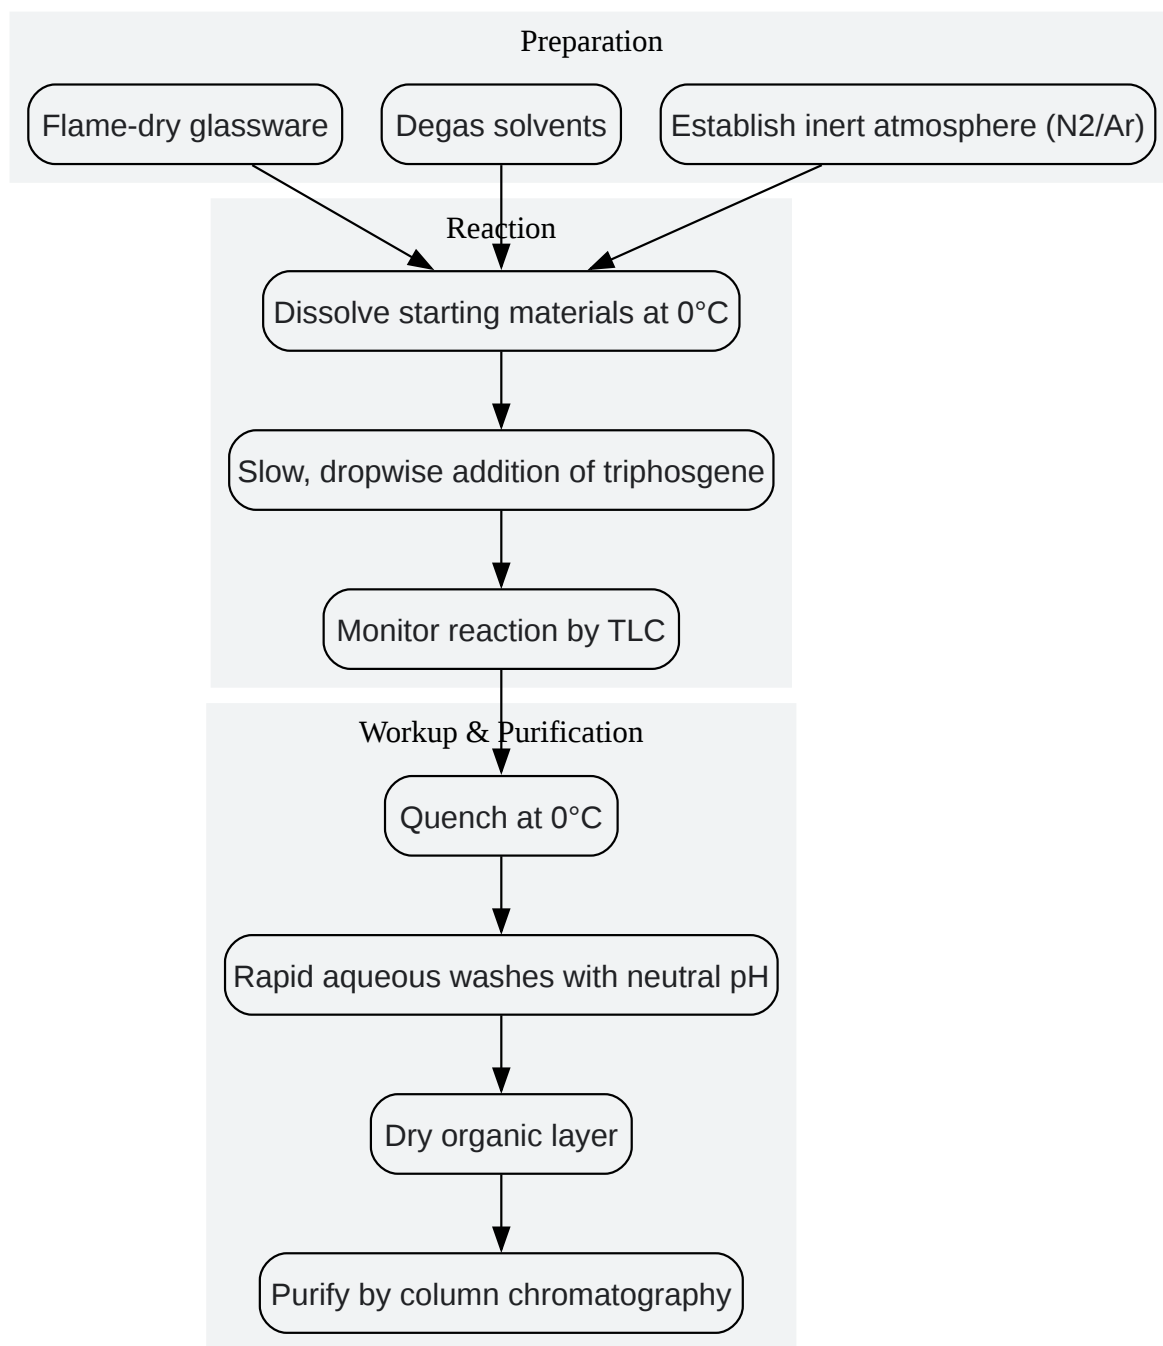 Preparation
Flame-dry glassware
Degas solvents
Establish inert atmosphere (N2/Ar)
Reaction
Dissolve starting materials at 0°C
Slow, dropwise addition of triphosgene
Monitor reaction by TLC
Workup & Purification
Quench at 0°C
Rapid aqueous washes with neutral pH
Dry organic layer
Purify by column chromatography